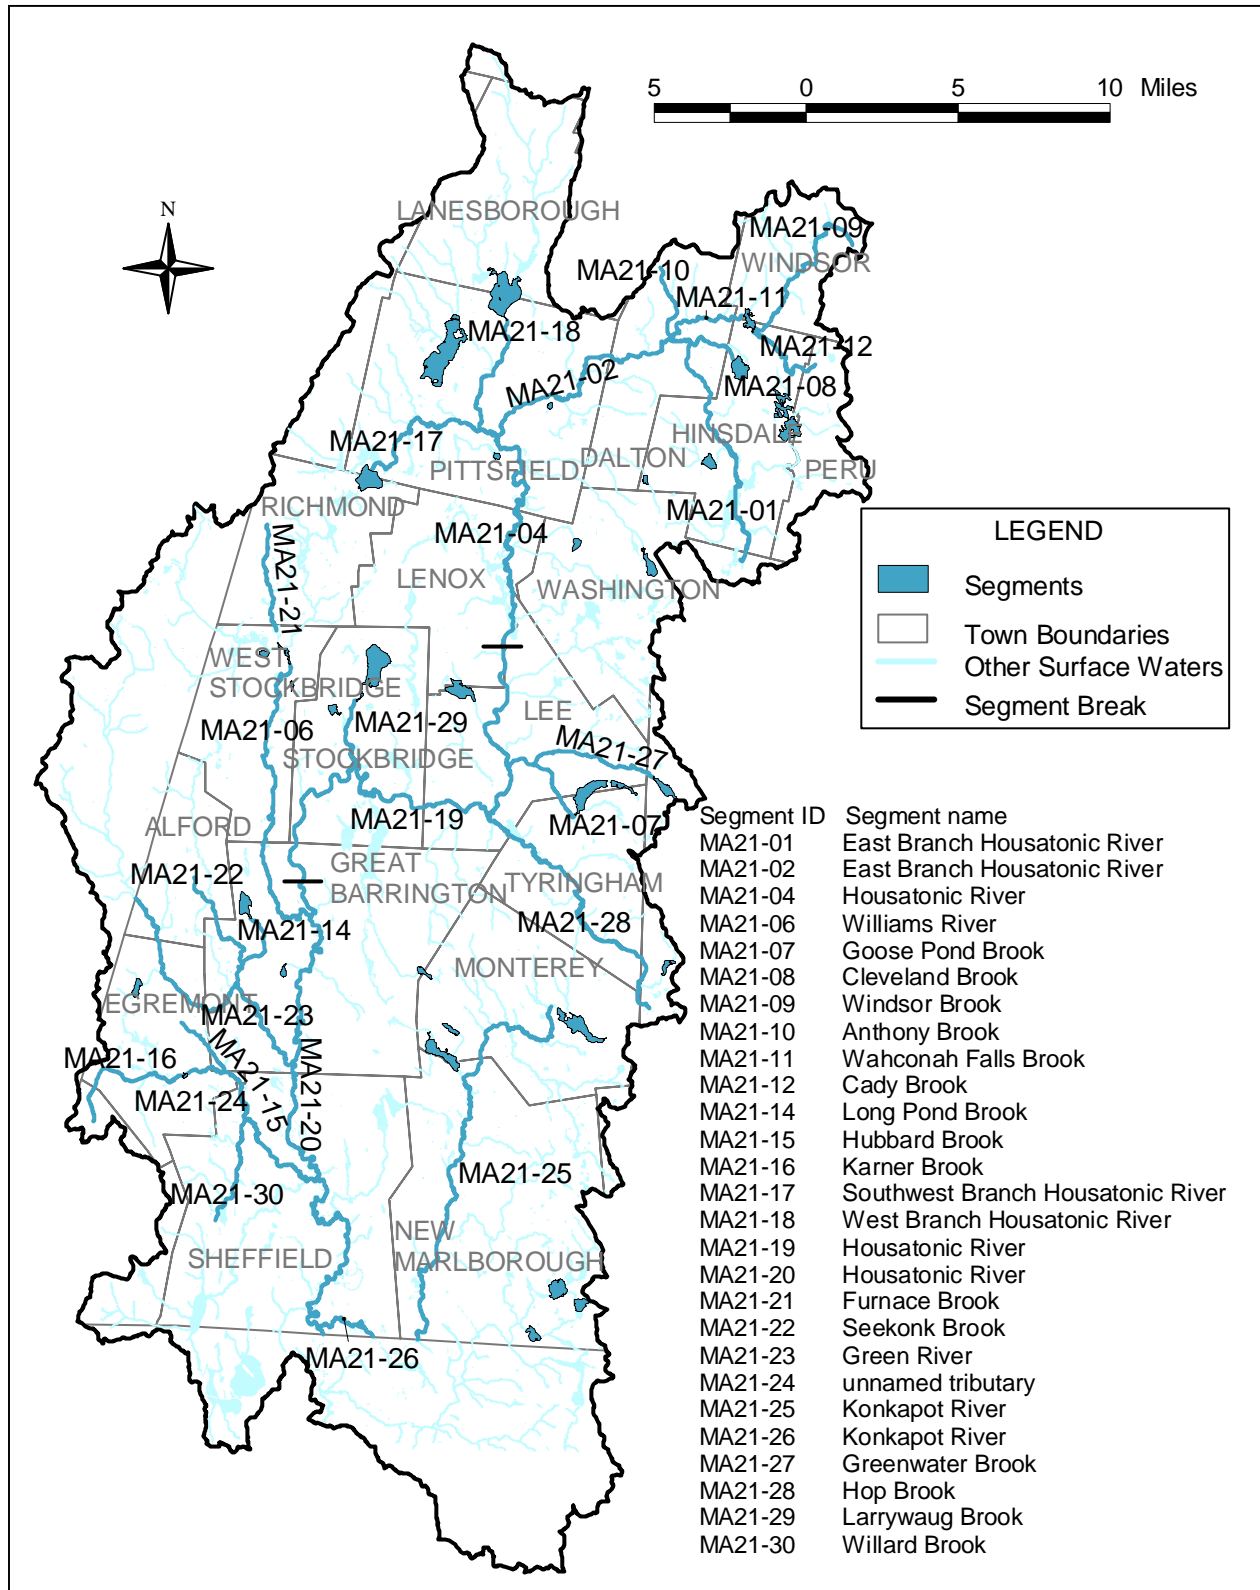 5 0 5 10 Miles
N
LANESBOROUGH
MA21-09
WINDSOR
MA21-10
MA21-11
MA21-18
MA21-12
MA21-02
MA21-08
MA21-17
HINSDALE
PITTSFIELD
DALTON
PERU
RICHMOND
MA21-01
MA21-04
MA21-21
LENOX
WASHINGTON
LEGEND
Segments
Town Boundaries
Other Surface Waters
Segment Break
WEST
STOCKBRIDGE
MA21-06
MA21-29
LEE
MA21-27
STOCKBRIDGE
MA21-19
MA21-07
ALFORD
GREAT
BARRINGTON
MA21-22
TYRINGHAM
MA21-14
MA21-28
MONTEREY
EGREMONT
MA21-23
MA21-16
MA21-15
MA21-20
MA21-24
MA21-25
MA21-30
NEW
MARLBOROUGH
SHEFFIELD
MA21-26
Segment ID Segment name
MA21-01 East Branch Housatonic River
MA21-02 East Branch Housatonic River
MA21-04 Housatonic River
MA21-06 Williams River
MA21-07 Goose Pond Brook
MA21-08 Cleveland Brook
MA21-09 Windsor Brook
MA21-10 Anthony Brook
MA21-11 Wahconah Falls Brook
MA21-12 Cady Brook
MA21-14 Long Pond Brook
MA21-15 Hubbard Brook
MA21-16 Karner Brook
MA21-17 Southwest Branch Housatonic River
MA21-18 West Branch Housatonic River
MA21-19 Housatonic River
MA21-20 Housatonic River
MA21-21 Furnace Brook
MA21-22 Seekonk Brook
MA21-23 Green River
MA21-24 unnamed tributary
MA21-25 Konkapot River
MA21-26 Konkapot River
MA21-27 Greenwater Brook
MA21-28 Hop Brook
MA21-29 Larrywaug Brook
MA21-30 Willard Brook